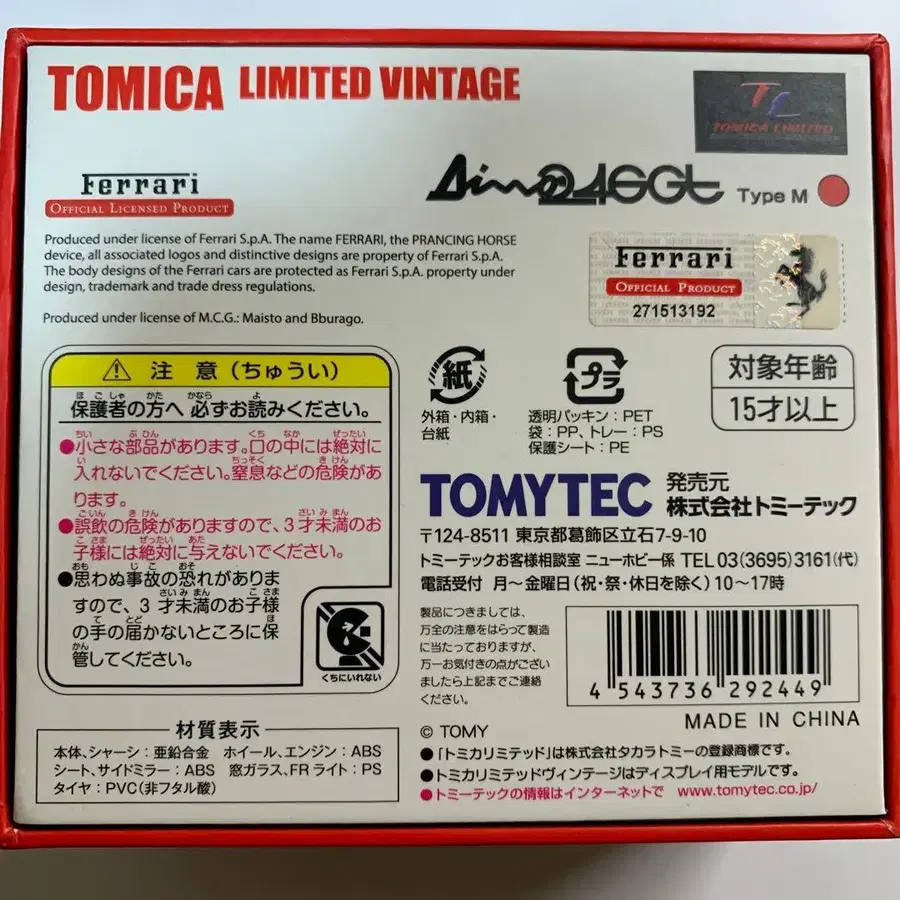 TOMICA LIMITED VINTAGE
TL
TOMICA LIMITED
Ferrari
OFFICIAL LICENSED PRODUCT
Dino246Gt Type M
Produced under license of Ferrari S.p.A. The name FERRARI, the PRANCING HORSE
device, all associated logos and distinctive designs are property of Ferrari S.p.A.
The body designs of the Ferrari cars are protected as Ferrari S.p.A. property under
design, trademark and trade dress regulations.
Produced under license of M.C.G.: Maisto and Bburago.
Ferrari
OFFICIAL PRODUCT
271513192
注 意(ちゅうい)
保護者の方へ 必ずお読みください。
●小さな部品があります。口の中には絶対に
入れないでください。窒息などの危険があ
ります。
●誤飲の危険がありますので、3才未満のお
子様には絶対に与えないでください。
●思わぬ事故の恐れがありま
すので、3 才未満のお子様
の手の届かないところに保
管してください。
くちにいれない
材質表示
本体、シャーシ:亜鉛合金 ホイール、エンジン:ABS
シート、サイドミラー:ABS 窓ガラス、FRライト:PS
タイヤ:PVC(非フタル酸)
紙
外箱・内箱・
台紙
プラ
透明パッキン:PET
袋:PP、トレー:PS
保護シート:PE
対象年齢
15才以上
TOMYTEC 発売元
株式会社トミーテック
〒124-8511 東京都葛飾区立石7-9-10
トミーテックお客様相談室 ニューホビー係 TEL 03(3695)3161(代)
電話受付 月〜金曜日(祝・祭・休日を除く)10〜17時
製品につきましては、
万全の注意をはらって製造
に当たっておりますが、
万一お気付きの点がござい
ましたら上記までご連絡
ください。
4 543736 292449
MADE IN CHINA
© TOMY
●「トミカリミテッド」は株式会社タカラトミーの登録商標です。
●トミカリミテッドヴィンテージはディスプレイ用モデルです。
●トミーテックの情報はインターネットで www.tomytec.co.jp/